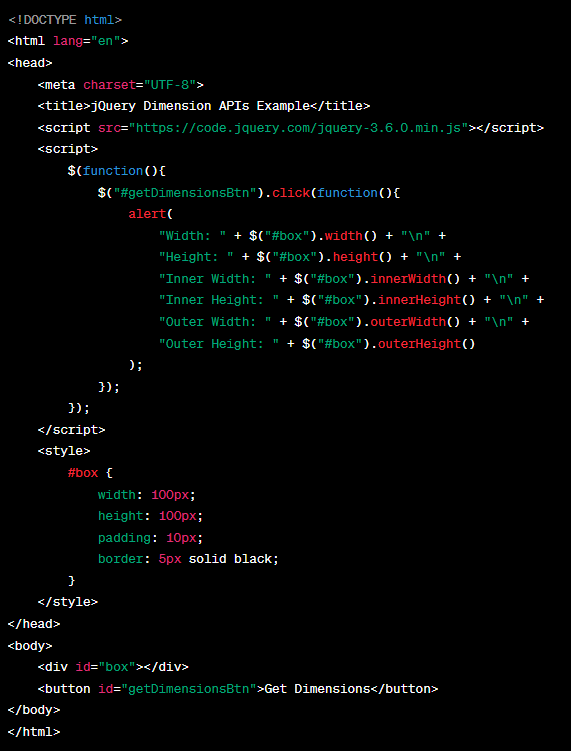 <!DOCTYPE html>
<html lang="en">
<head>
    <meta charset="UTF-8">
    <title>jQuery Dimension APIs Example</title>
    <script src="https://code.jquery.com/jquery-3.6.0.min.js"></script>
    <script>
        $(function(){
            $("#getDimensionsBtn").click(function(){
                alert(
                    "Width: " + $("#box").width() + "\n" +
                    "Height: " + $("#box").height() + "\n" +
                    "Inner Width: " + $("#box").innerWidth() + "\n" +
                    "Inner Height: " + $("#box").innerHeight() + "\n" +
                    "Outer Width: " + $("#box").outerWidth() + "\n" +
                    "Outer Height: " + $("#box").outerHeight()
                );
            });
        });
    </script>
    <style>
        #box {
            width: 100px;
            height: 100px;
            padding: 10px;
            border: 5px solid black;
        }
    </style>
</head>
<body>
    <div id="box"></div>
    <button id="getDimensionsBtn">Get Dimensions</button>
</body>
</html>